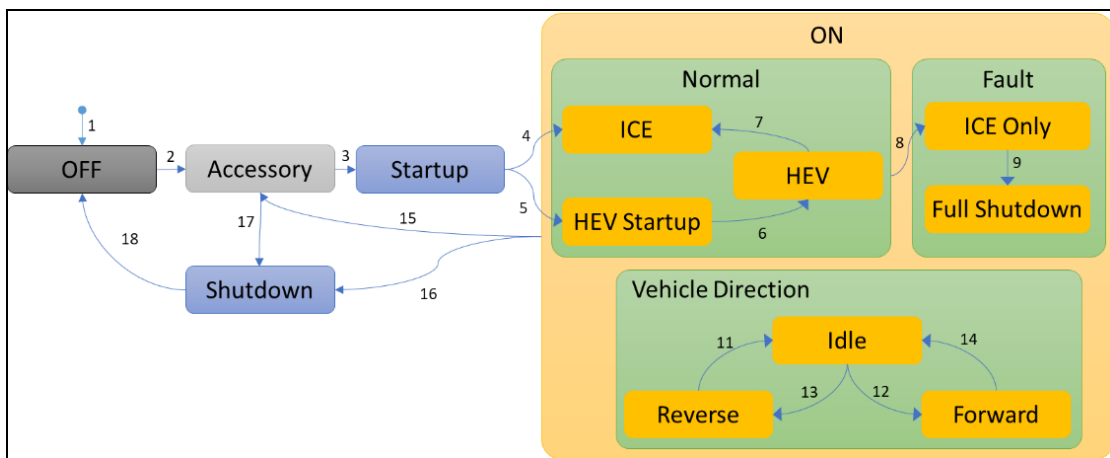 ON
Normal
Fault
1
OFF
2
Accessory
3
Startup
4
5
ICE
7
HEV
HEV Startup
6
8
ICE Only
9
Full Shutdown
15
17
18
Shutdown
16
Vehicle Direction
Idle
11
13
12
14
Reverse
Forward